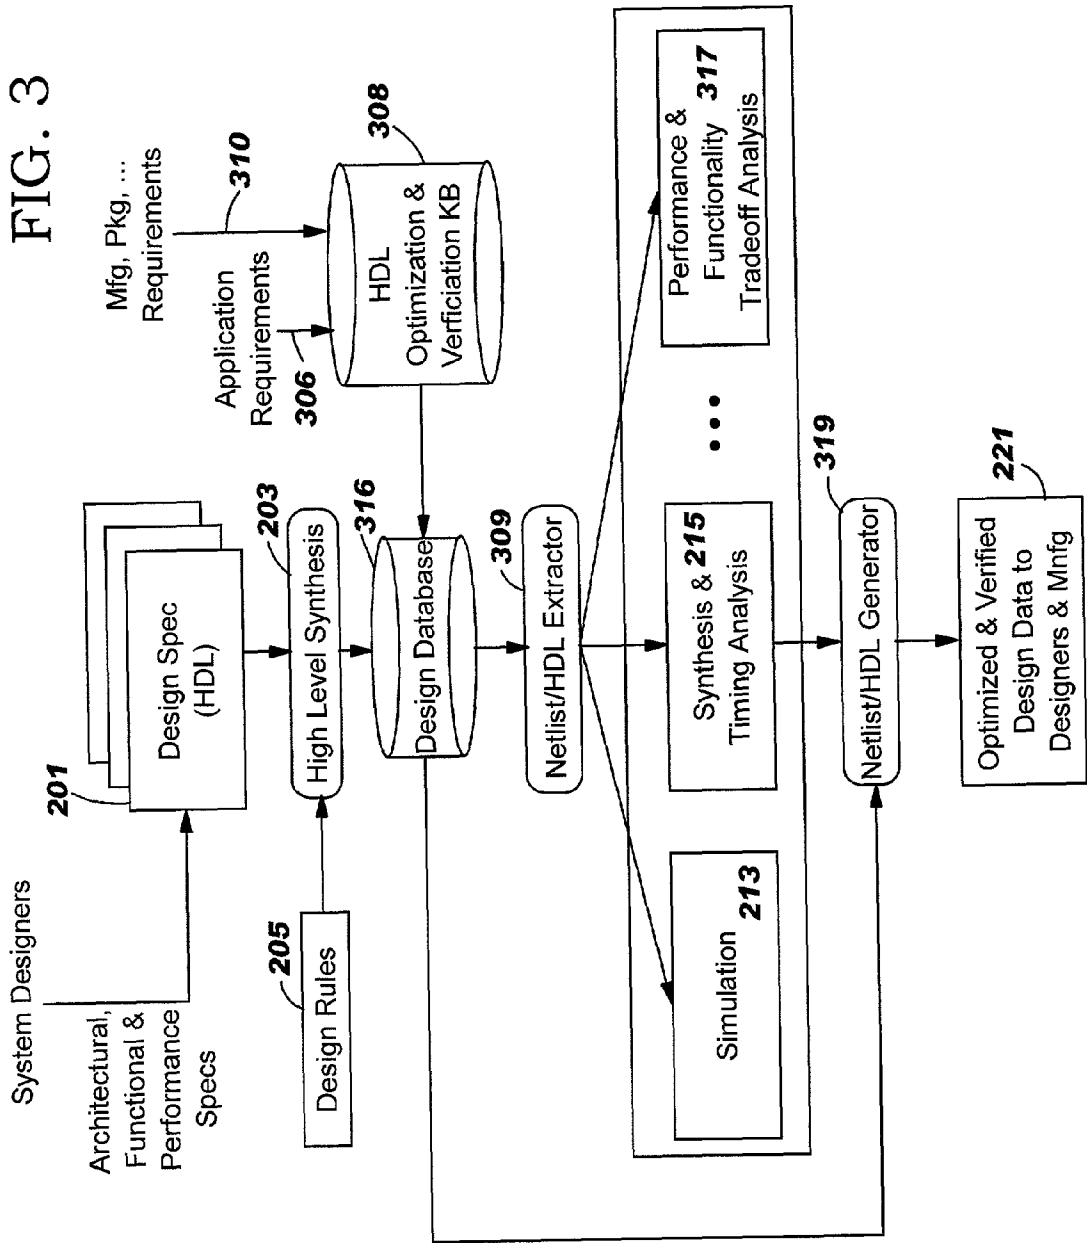 FIG. 3
System Designers
Architectural,
Functional &
Performance
Specs
201
Design Spec
(HDL)
Mfg, Pkg, ...
Requirements
310
Application
Requirements
306
308
HDL
Optimization &
Verficiation KB
205
Design Rules
203
High Level Synthesis
316
Design Database
309
Netlist/HDL Extractor
Simulation
213
Synthesis & 215
Timing Analysis
...
Performance &
Functionality 317
Tradeoff Analysis
319
Netlist/HDL Generator
221
Optimized & Verified
Design Data to
Designers & Mnfg